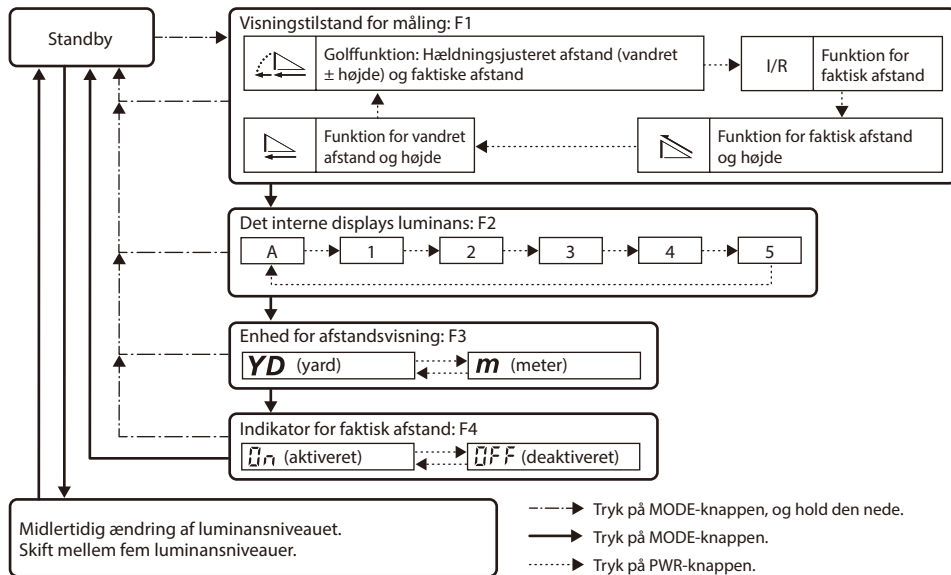 Standby
Visningstilstand for måling: F1
Golffunktion: Hældningsjusteret afstand (vandret
± højde) og faktiske afstand
I/R
Funktion for
faktisk afstand
Funktion for vandret
afstand og højde
Funktion for faktisk afstand
og højde
Det interne displays luminans: F2
A 1 2 3 4 5
Enhed for afstandsvisning: F3
YD (yard)
m (meter)
Indikator for faktisk afstand: F4
On (aktiveret)
OFF (deaktiveret)
Midlertidig ændring af luminansniveauet.
Skift mellem fem luminansniveauer.
Tryk på MODE-knappen, og hold den nede.
Tryk på MODE-knappen.
Tryk på PWR-knappen.